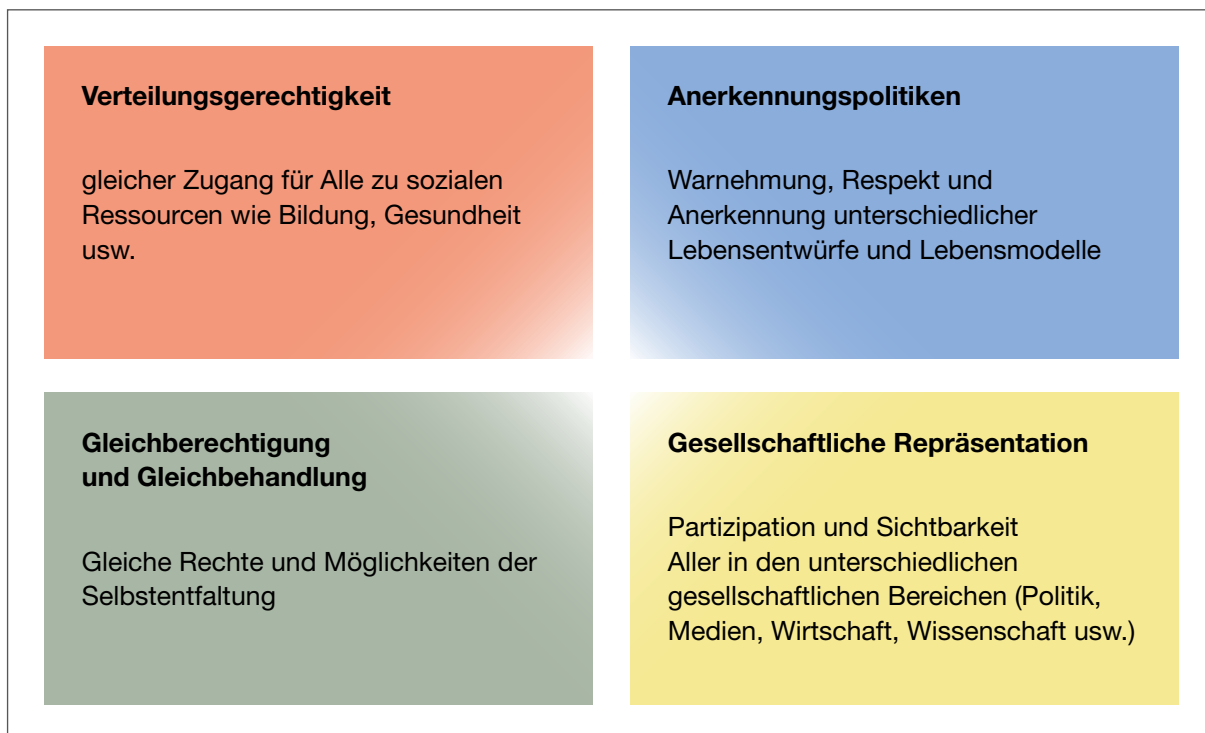 Verteilungsgerechtigkeit
gleicher Zugang für Alle zu sozialen
Ressourcen wie Bildung, Gesundheit
usw.
Anerkennungspolitiken
Warnehmung, Respekt und
Anerkennung unterschiedlicher
Lebensentwürfe und Lebensmodelle
Gleichberechtigung
und Gleichbehandlung
Gleiche Rechte und Möglichkeiten der
Selbstentfaltung
Gesellschaftliche Repräsentation
Partizipation und Sichtbarkeit
Aller in den unterschiedlichen
gesellschaftlichen Bereichen (Politik,
Medien, Wirtschaft, Wissenschaft usw.)